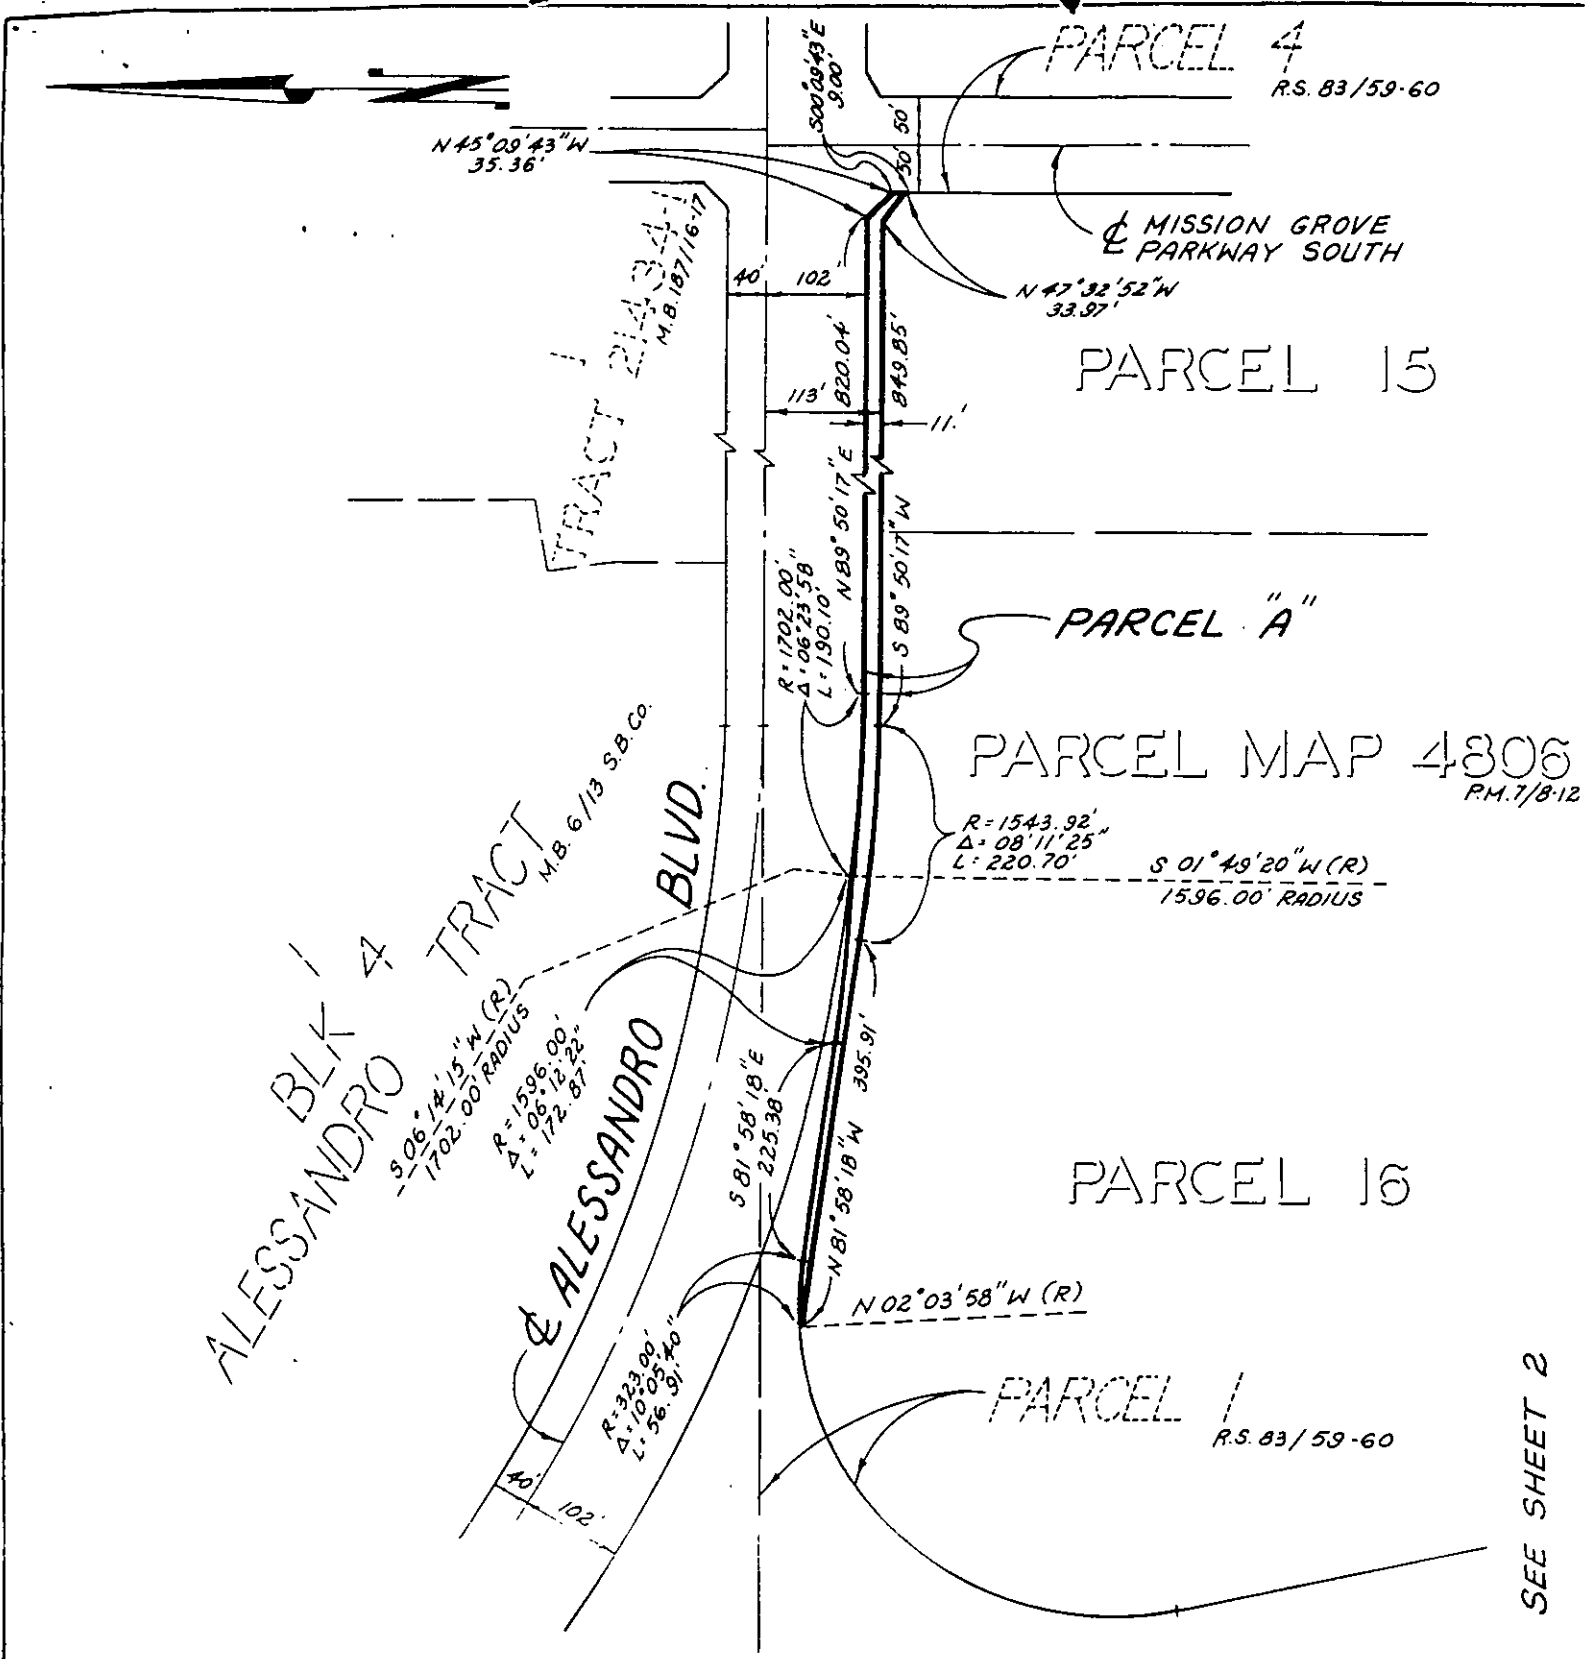 PARCEL 4
R.S. 83/59-60
S00°09'43"E
9.00'
50'
50'
N45°09'43"W
35.36'
℄ MISSION GROVE
PARKWAY SOUTH
N47°32'52"W
33.97'
TRACT 21434-1
M.B. 187/16-17
1
40'
102'
820.04'
849.85'
113'
11.'
PARCEL 15
N89°50'17"E
S89°50'17"W
R=1702.00'
Δ=06°23'58"
L=190.10'
PARCEL "A"
PARCEL MAP 4806
P.M. 7/8-12
R=1543.92'
Δ=08°11'25"
L=220.70'
S01°49'20"W (R)
1596.00' RADIUS
1
BLK 4
ALESSANDRO TRACT
M.B. 6/13 S.B.Co.
S06°14'15"W (R)
1702.00' RADIUS
R=1596.00'
Δ=06°12'22"
L=172.87'
℄ ALESSANDRO BLVD.
S81°58'18"E
225.38'
N81°58'18"W 395.91'
PARCEL 16
N02°03'58"W (R)
R=323.00'
Δ=10°05'40"
L=56.91'
40'
102'
PARCEL 1
R.S. 83/59-60
SEE SHEET 2